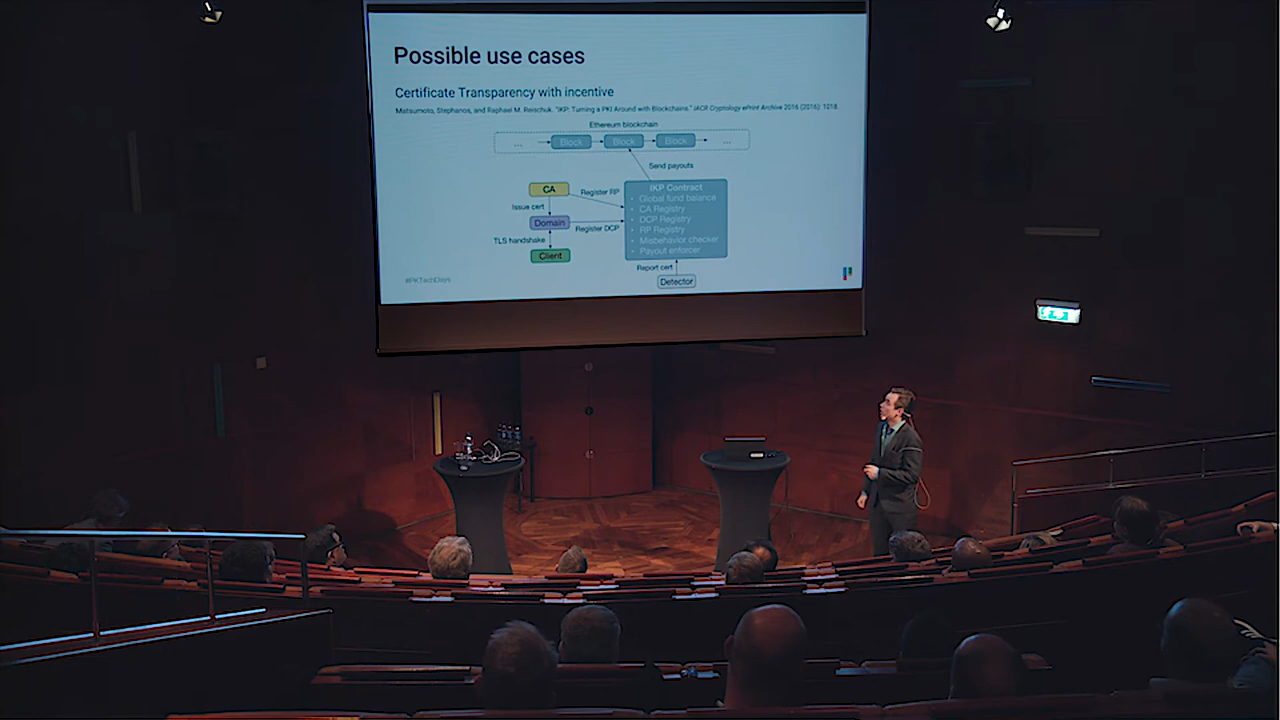 Possible use cases
Certificate Transparency with incentive
Matsumoto, Stephanos, and Raphael M. Reischuk. "IKP: Turning a PKI Around with Blockchains." IACR Cryptology ePrint Archive 2016 (2016): 1018.
Ethereum blockchain
... Block Block Block ...
Send payouts
CA
Register RP
IKP Contract
• Global fund balance
• CA Registry
• DCP Registry
• RP Registry
• Misbehavior checker
• Payout enforcer
Issue cert
Domain
Register DCP
TLS handshake
Client
Report cert
Detector
#PKTechDays